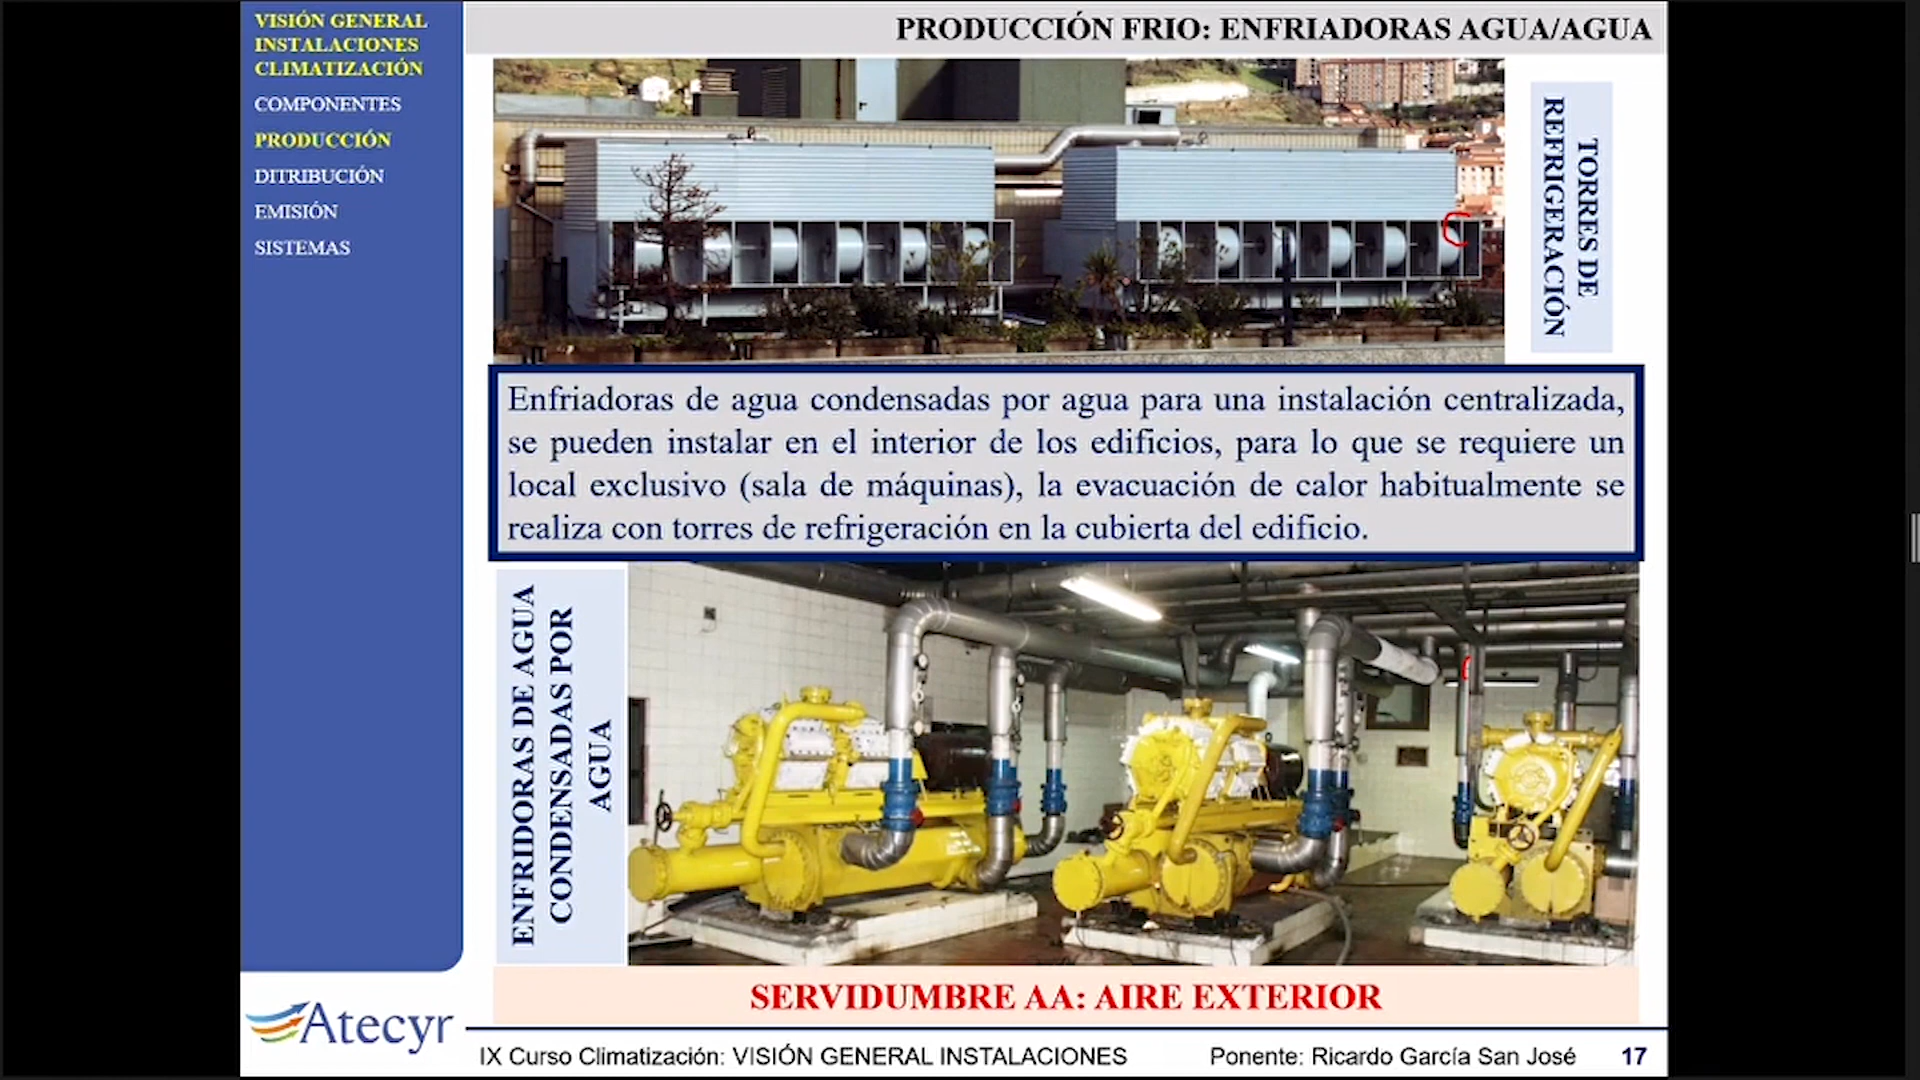 VISIÓN GENERAL
INSTALACIONES
CLIMATIZACIÓN
COMPONENTES
PRODUCCIÓN
DITRIBUCIÓN
EMISIÓN
SISTEMAS
PRODUCCIÓN FRIO: ENFRIADORAS AGUA/AGUA
TORRES DE
REFRIGERACIÓN
Enfriadoras de agua condensadas por agua para una instalación centralizada,
se pueden instalar en el interior de los edificios, para lo que se requiere un
local exclusivo (sala de máquinas), la evacuación de calor habitualmente se
realiza con torres de refrigeración en la cubierta del edificio.
ENFRIDORAS DE AGUA
CONDENSADAS POR
AGUA
SERVIDUMBRE AA: AIRE EXTERIOR
Atecyr
IX Curso Climatización: VISIÓN GENERAL INSTALACIONES
Ponente: Ricardo García San José
17